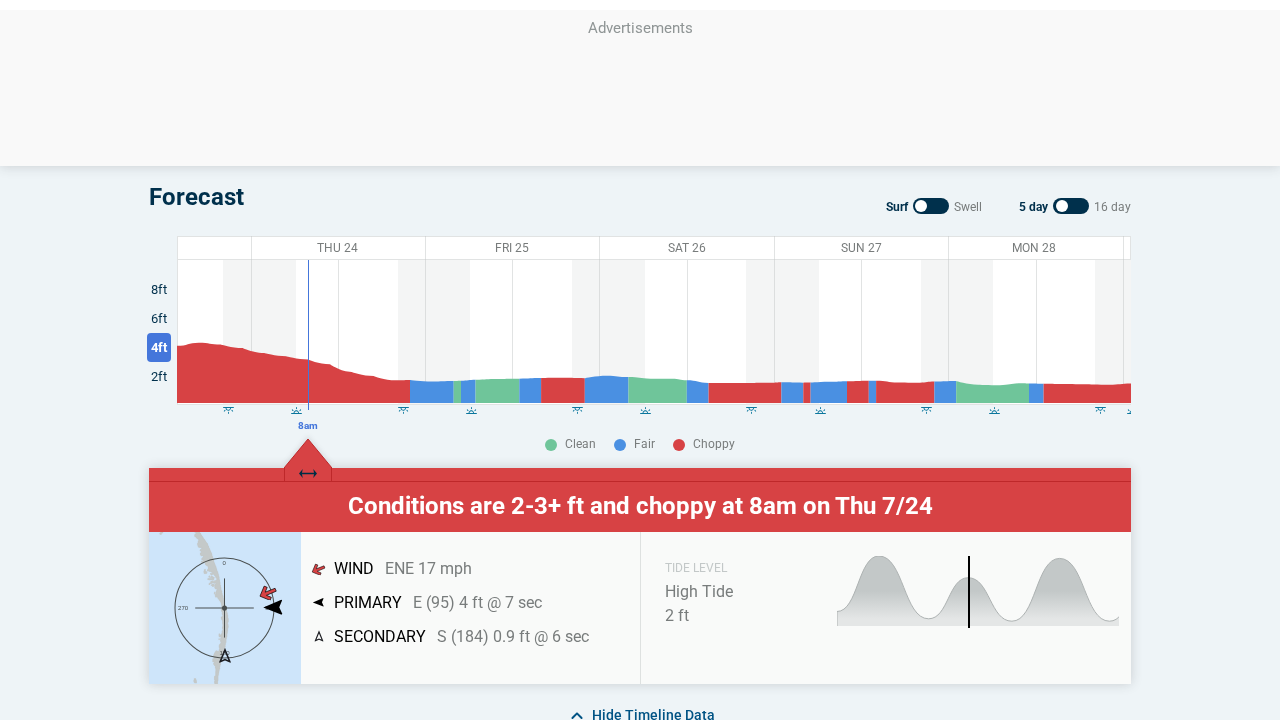 Advertisements
Forecast
Surf Swell 5 day 16 day
THU 24 FRI 25 SAT 26 SUN 27 MON 28
8ft
6ft
4ft
2ft
8am
Clean Fair Choppy
Conditions are 2-3+ ft and choppy at 8am on Thu 7/24
0
270
WIND ENE 17 mph
PRIMARY E (95) 4 ft @ 7 sec
SECONDARY S (184) 0.9 ft @ 6 sec
TIDE LEVEL
High Tide
2 ft
Hide Timeline Data